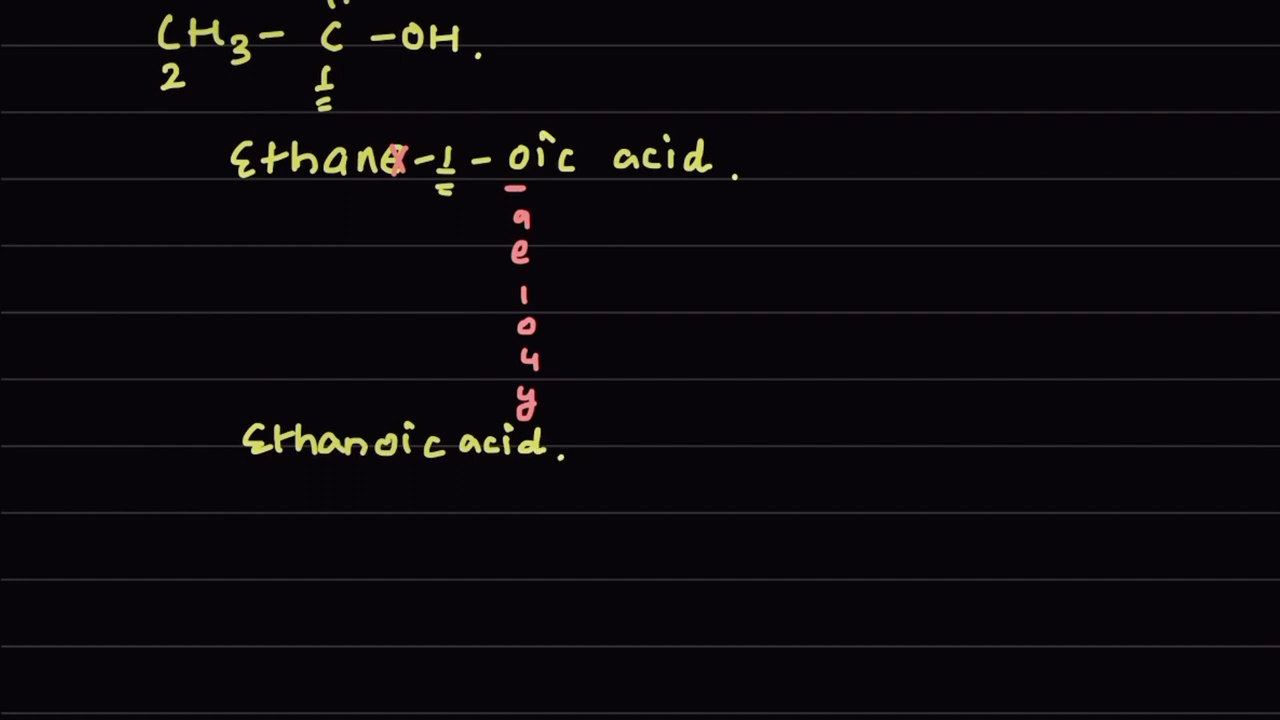 CH3 - C - OH.
2 1
Ethane - 1 - oic acid.
a
e
i
o
u
y
Ethanoic acid.